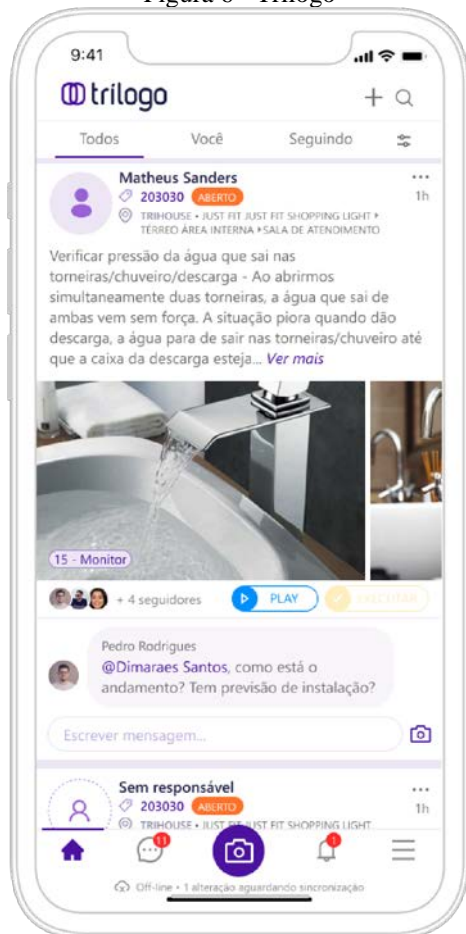 Figura 8 - Trilogo
9:41
trilogo
Todos Você Seguindo
Matheus Sanders
203030 ABERTO 1h
TRIHOUSE • JUST FIT JUST FIT SHOPPING LIGHT ▸
TÉRREO ÁREA INTERNA ▸ SALA DE ATENDIMENTO
Verificar pressão da água que sai nas
torneiras/chuveiro/descarga - Ao abrirmos
simultaneamente duas torneiras, a água que sai de
ambas vem sem força. A situação piora quando dão
descarga, a água para de sair nas torneiras/chuveiro até
que a caixa da descarga esteja... Ver mais
15 - Monitor
+ 4 seguidores PLAY EXECUTAR
Pedro Rodrigues
@Dimaraes Santos, como está o
andamento? Tem previsão de instalação?
Escrever mensagem...
Sem responsável
203030 ABERTO 1h
TRIHOUSE • JUST FIT JUST FIT SHOPPING LIGHT
11 1
Off-line • 1 alteração aguardando sincronização